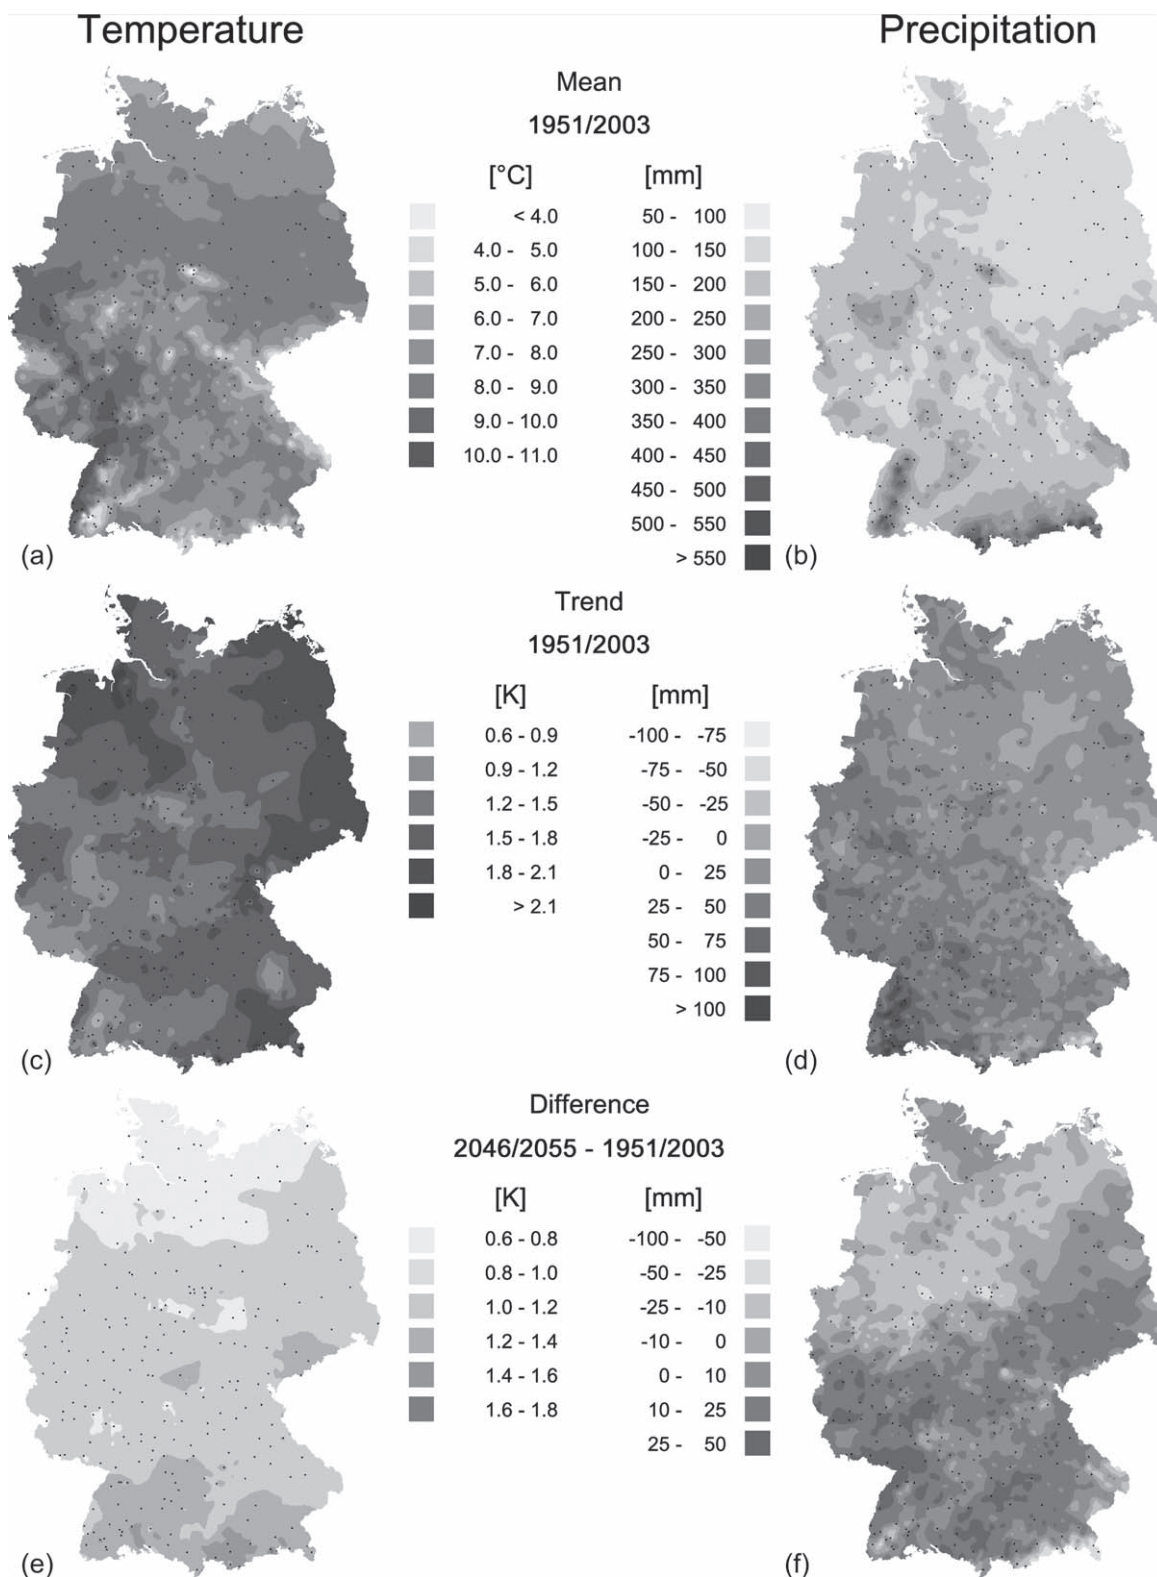 Temperature Precipitation
Mean
1951/2003
[°C] [mm]
< 4.0 50 - 100
4.0 - 5.0 100 - 150
5.0 - 6.0 150 - 200
6.0 - 7.0 200 - 250
7.0 - 8.0 250 - 300
8.0 - 9.0 300 - 350
9.0 - 10.0 350 - 400
10.0 - 11.0 400 - 450
450 - 500
500 - 550
(a) > 550 (b)
Trend
1951/2003
[K] [mm]
0.6 - 0.9 -100 - -75
0.9 - 1.2 -75 - -50
1.2 - 1.5 -50 - -25
1.5 - 1.8 -25 - 0
1.8 - 2.1 0 - 25
> 2.1 25 - 50
50 - 75
75 - 100
> 100
(c) (d)
Difference
2046/2055 - 1951/2003
[K] [mm]
0.6 - 0.8 -100 - -50
0.8 - 1.0 -50 - -25
1.0 - 1.2 -25 - -10
1.2 - 1.4 -10 - 0
1.4 - 1.6 0 - 10
1.6 - 1.8 10 - 25
25 - 50
(e) (f)